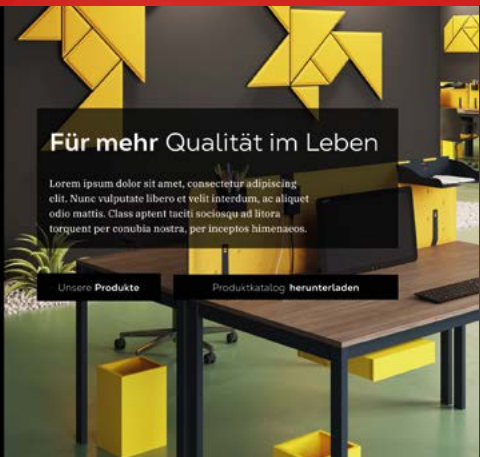 Für mehr Qualität im Leben
Lorem ipsum dolor sit amet, consectetur adipiscing
elit. Nunc vulputate libero et velit interdum, ac aliquet
odio mattis. Class aptent taciti sociosqu ad litora
torquent per conubia nostra, per inceptos himenaeos.
Unsere Produkte
Produktkatalog herunterladen